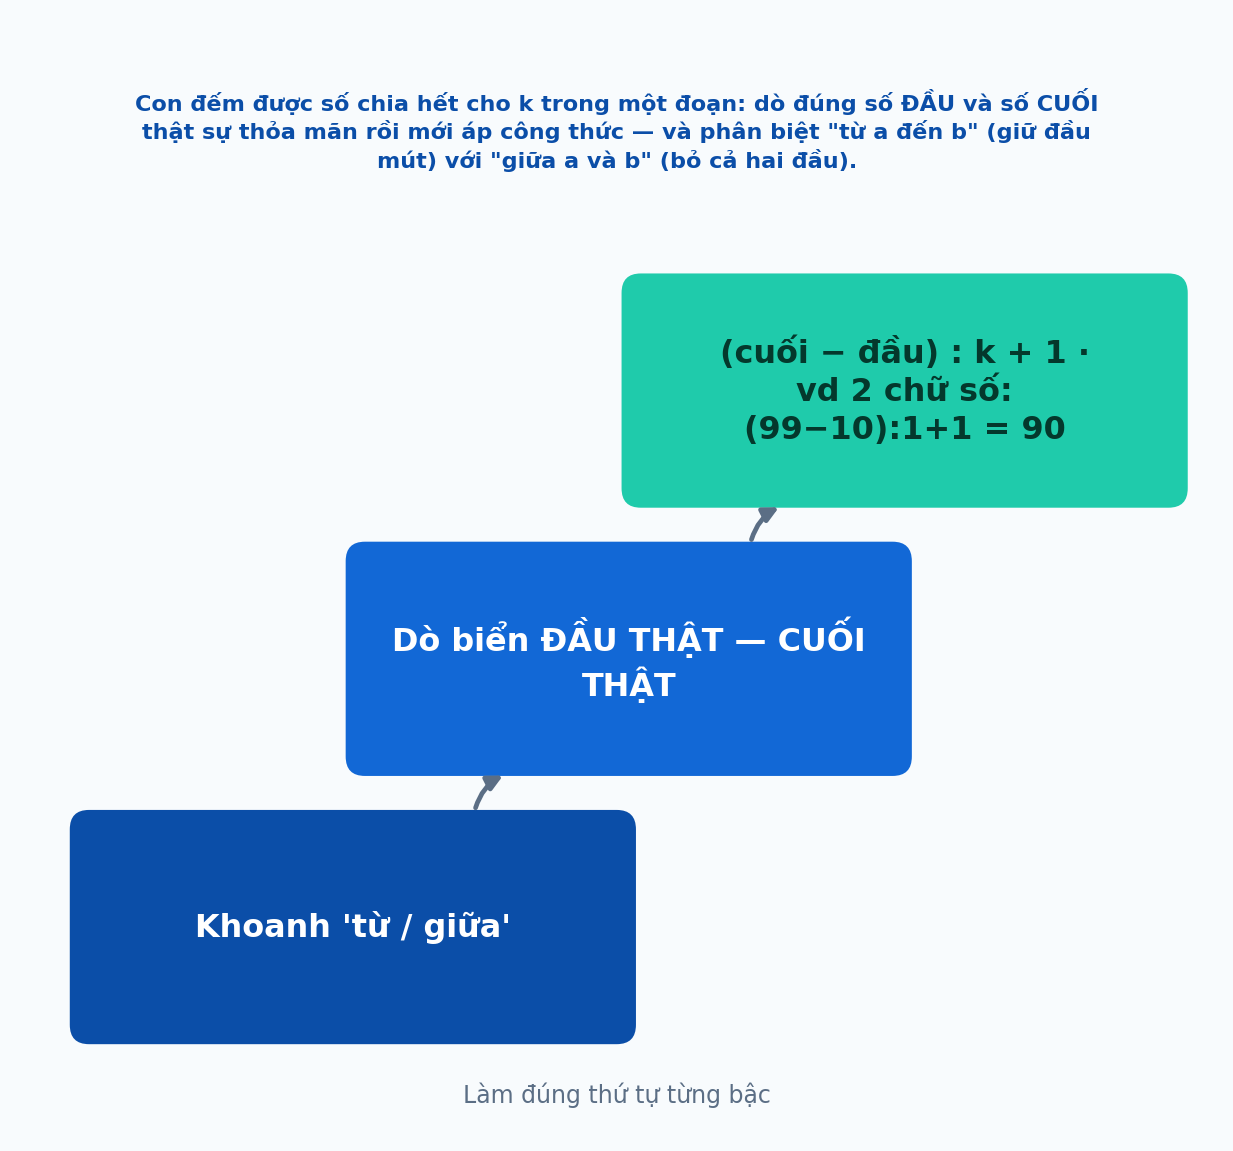 Con đếm được số chia hết cho k trong một đoạn: dò đúng số ĐẦU và số CUỐI
thật sự thỏa mãn rồi mới áp công thức — và phân biệt "từ a đến b" (giữ đầu
mút) với "giữa a và b" (bỏ cả hai đầu).
(cuối − đầu) : k + 1 ·
vd 2 chữ số:
(99−10):1+1 = 90
Dò biển ĐẦU THẬT — CUỐI
THẬT
Khoanh 'từ / giữa'
Làm đúng thứ tự từng bậc